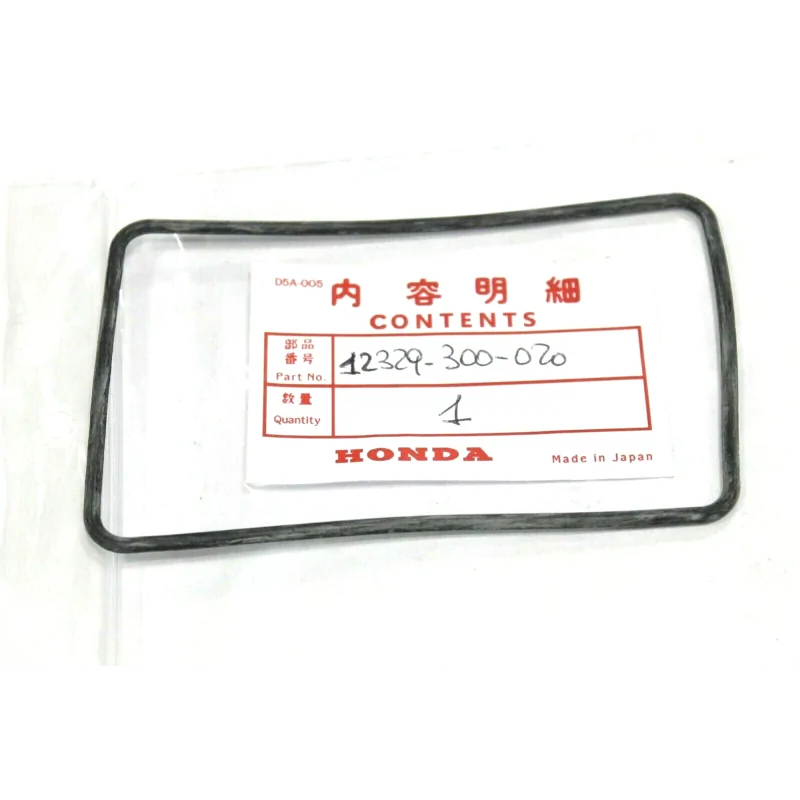 D5A-005 内容明細
CONTENTS
部品
番号
Part No. 12329-300-020
数量
Quantity 1
HONDA Made in Japan